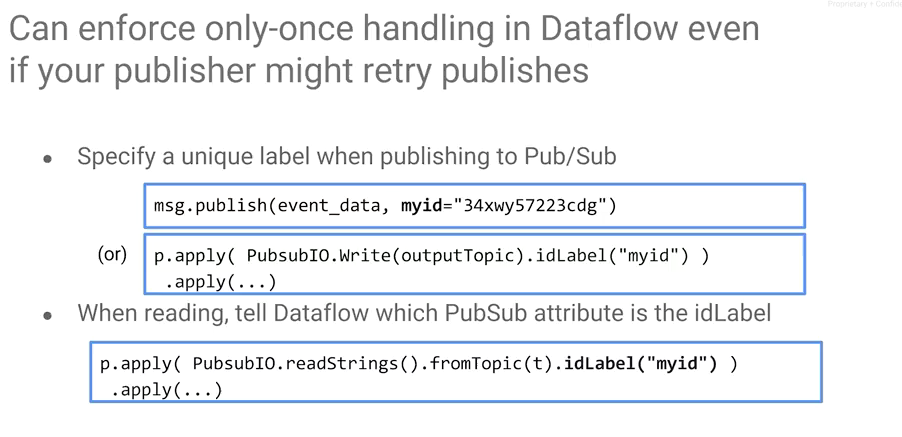 Proprietary + Confide
Can enforce only-once handling in Dataflow even
if your publisher might retry publishes
● Specify a unique label when publishing to Pub/Sub
msg.publish(event_data, myid="34xwy57223cdg")
(or)
p.apply( PubsubIO.Write(outputTopic).idLabel("myid") )
.apply(...)
● When reading, tell Dataflow which PubSub attribute is the idLabel
p.apply( PubsubIO.readStrings().fromTopic(t).idLabel("myid") )
.apply(...)